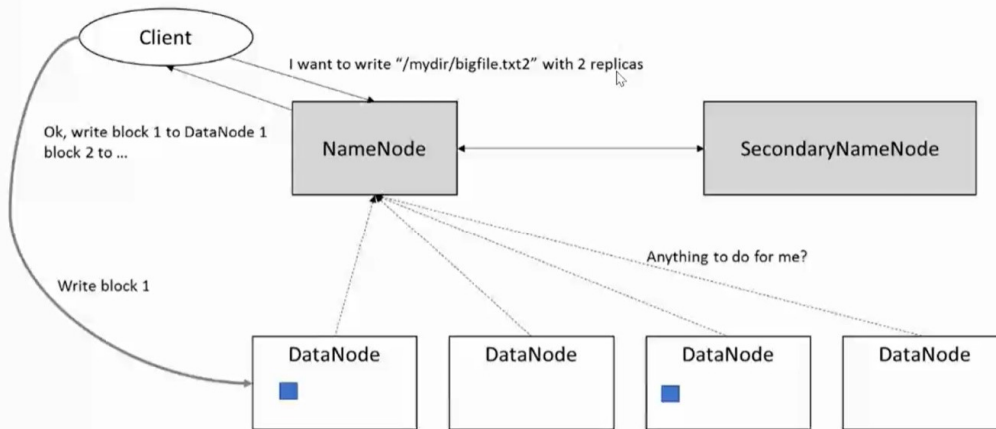 Client
I want to write “/mydir/bigfile.txt2” with 2 replicas
Ok, write block 1 to DataNode 1
block 2 to ...
NameNode
SecondaryNameNode
Anything to do for me?
Write block 1
DataNode
DataNode
DataNode
DataNode